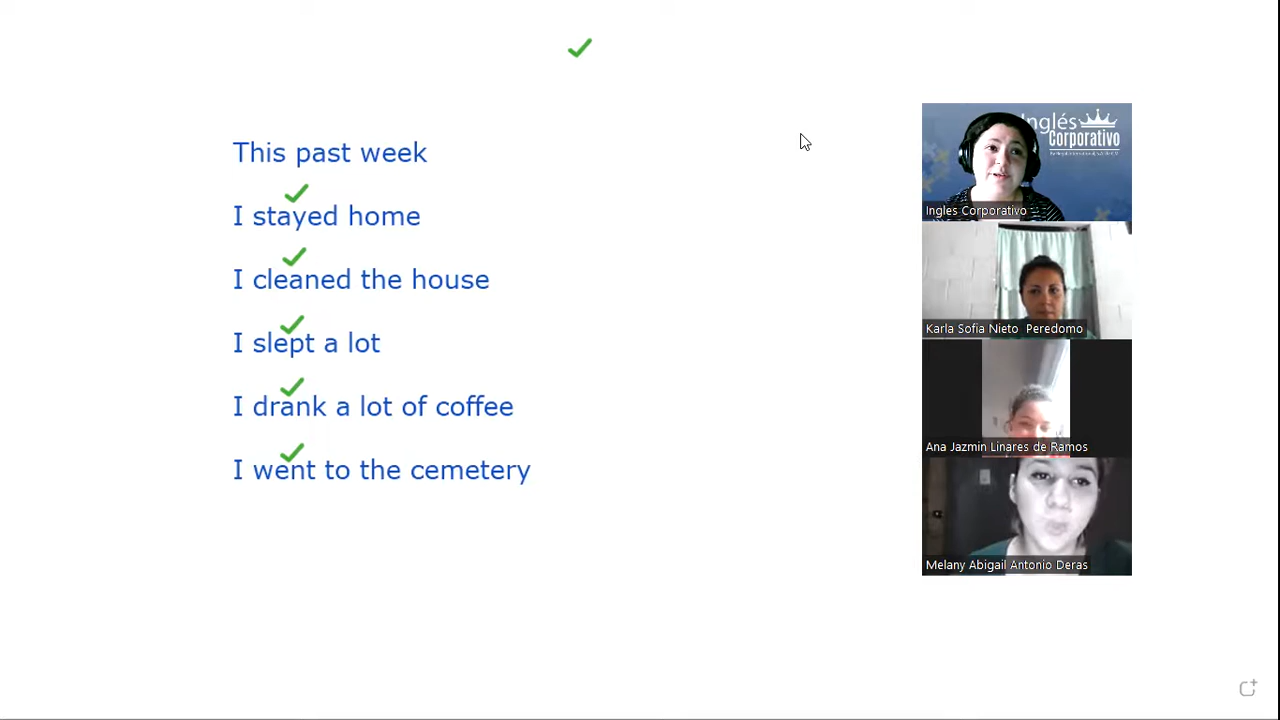 This past week
I stayed home
I cleaned the house
I slept a lot
I drank a lot of coffee
I went to the cemetery
Inglés
Corporativo
Ingles Corporativo
Karla Sofia Nieto Peredomo
Ana Jazmin Linares de Ramos
Melany Abigail Antonio Deras